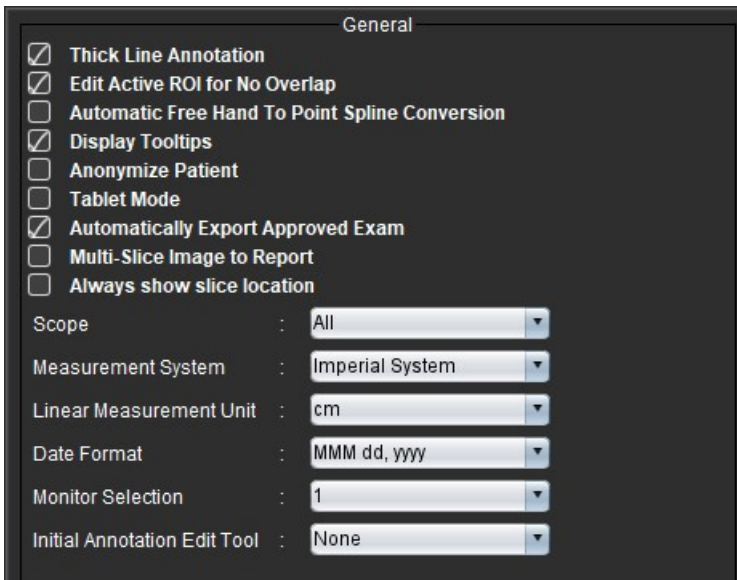 General
Thick Line Annotation
Edit Active ROI for No Overlap
Automatic Free Hand To Point Spline Conversion
Display Tooltips
Anonymize Patient
Tablet Mode
Automatically Export Approved Exam
Multi-Slice Image to Report
Always show slice location
Scope : All
Measurement System : Imperial System
Linear Measurement Unit : cm
Date Format : MMM dd, yyyy
Monitor Selection : 1
Initial Annotation Edit Tool : None